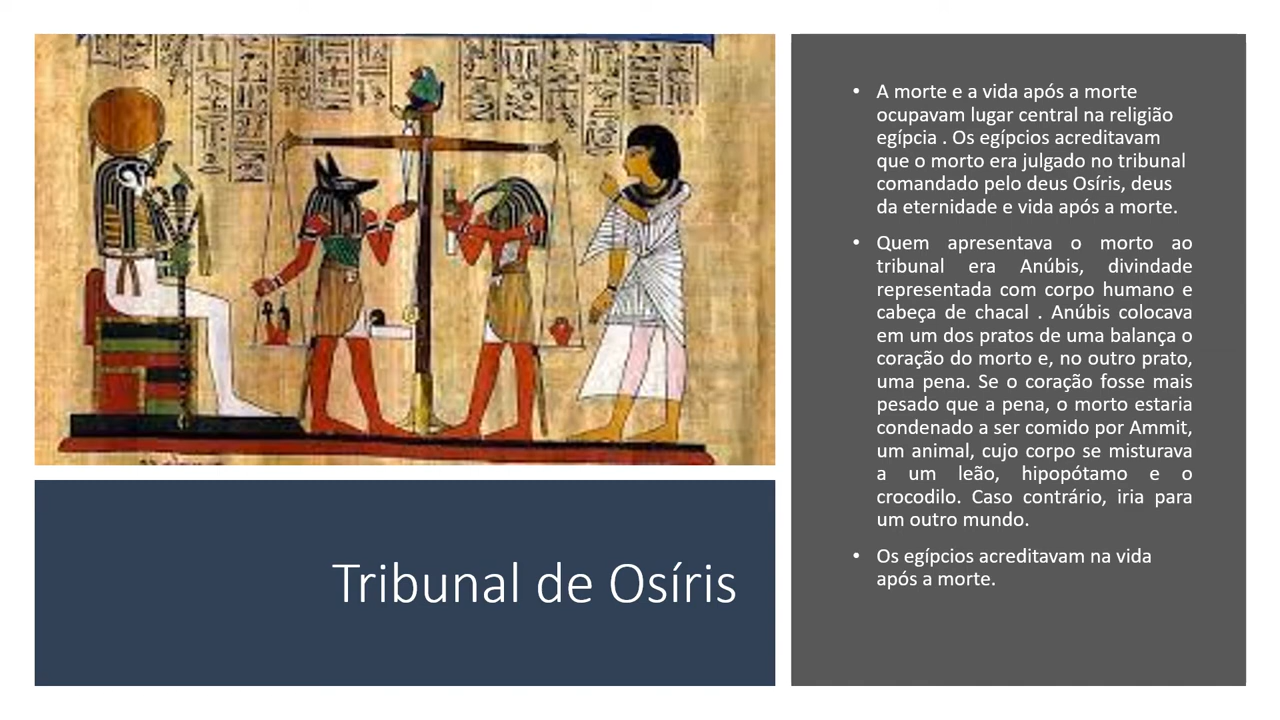 Tribunal de Osíris
• A morte e a vida após a morte
ocupavam lugar central na religião
egípcia . Os egípcios acreditavam
que o morto era julgado no tribunal
comandado pelo deus Osíris, deus
da eternidade e vida após a morte.
• Quem apresentava o morto ao
tribunal era Anúbis, divindade
representada com corpo humano e
cabeça de chacal . Anúbis colocava
em um dos pratos de uma balança o
coração do morto e, no outro prato,
uma pena. Se o coração fosse mais
pesado que a pena, o morto estaria
condenado a ser comido por Ammit,
um animal, cujo corpo se misturava
a um leão, hipopótamo e o
crocodilo. Caso contrário, iria para
um outro mundo.
• Os egípcios acreditavam na vida
após a morte.